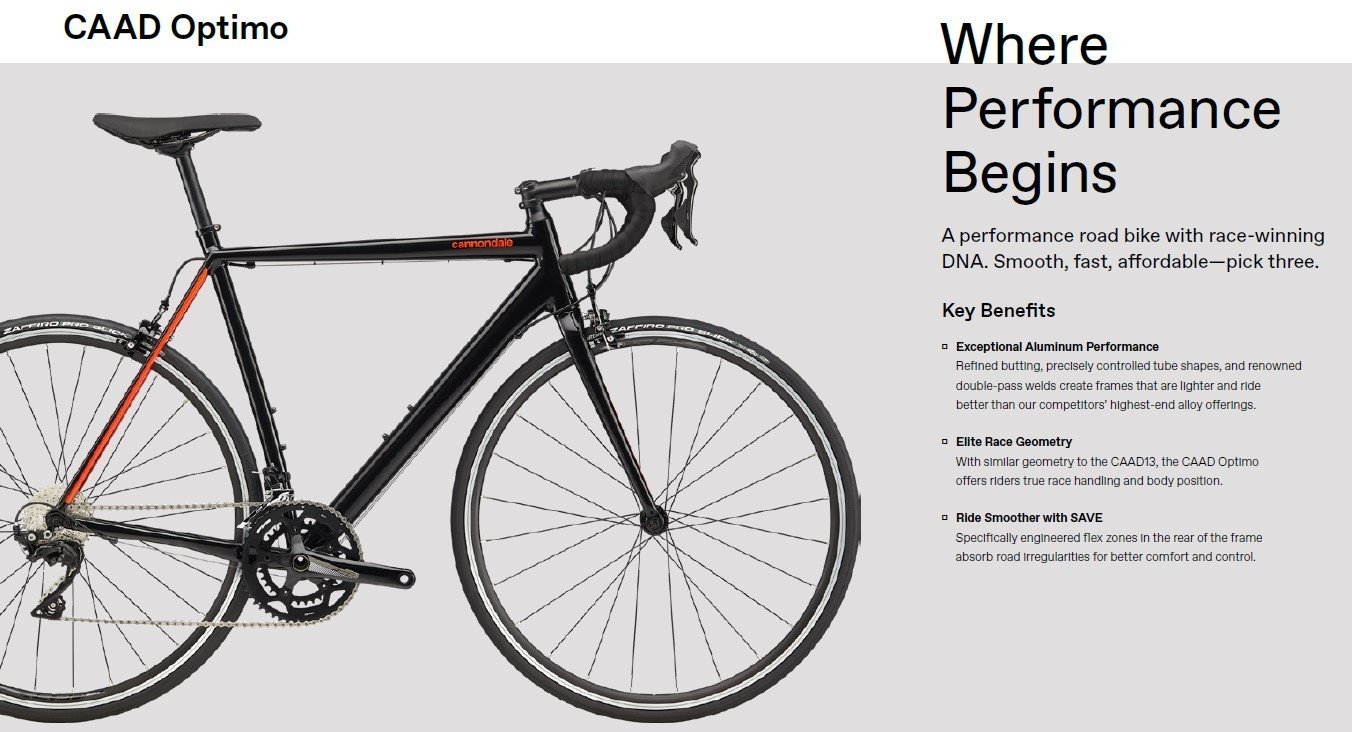 CAAD Optimo
Where
Performance
Begins
A performance road bike with race-winning
DNA. Smooth, fast, affordable—pick three.
Key Benefits
Exceptional Aluminum Performance
Refined butting, precisely controlled tube shapes, and renowned
double-pass welds create frames that are lighter and ride
better than our competitors' highest-end alloy offerings.
Elite Race Geometry
With similar geometry to the CAAD13, the CAAD Optimo
offers riders true race handling and body position.
Ride Smoother with SAVE
Specifically engineered flex zones in the rear of the frame
absorb road irregularities for better comfort and control.
cannondale
ZAFFIRO PRO SLICK
ZAFFIRO PRO SLICK